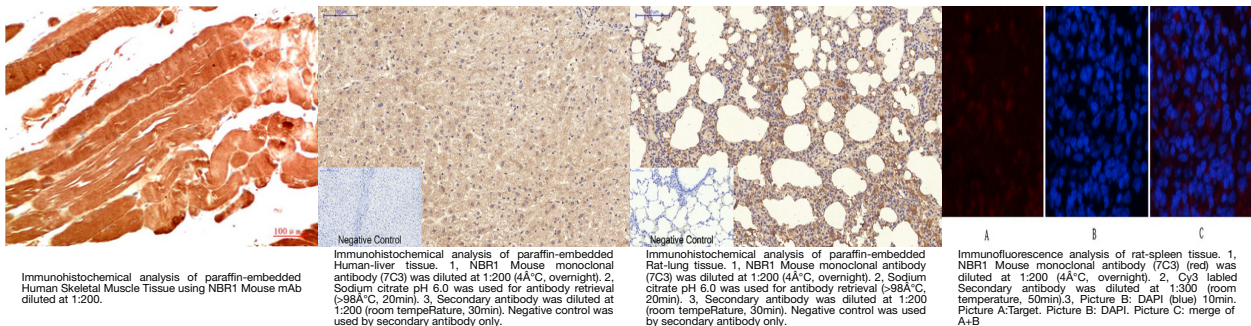 100 μm
Immunohistochemical analysis of paraffin-embedded
Human Skeletal Muscle Tissue using NBR1 Mouse mAb
diluted at 1:200.
Negative Control
Immunohistochemical analysis of paraffin-embedded
Human-liver tissue. 1, NBR1 Mouse monoclonal
antibody (7C3) was diluted at 1:200 (4Â°C, overnight). 2,
Sodium citrate pH 6.0 was used for antibody retrieval
(>98Â°C, 20min). 3, Secondary antibody was diluted at
1:200 (room tempeRature, 30min). Negative control was
used by secondary antibody only.
Negative Control
Immunohistochemical analysis of paraffin-embedded
Rat-lung tissue. 1, NBR1 Mouse monoclonal antibody
(7C3) was diluted at 1:200 (4Â°C, overnight). 2, Sodium
citrate pH 6.0 was used for antibody retrieval (>98Â°C,
20min). 3, Secondary antibody was diluted at 1:200
(room tempeRature, 30min). Negative control was
used by secondary antibody only.
A B C
Immunofluorescence analysis of rat-spleen tissue. 1,
NBR1 Mouse monoclonal antibody (7C3) (red) was
diluted at 1:200 (4Â°C, overnight). 2, Cy3 labled
Secondary antibody was diluted at 1:300 (room
temperature, 50min).3, Picture B: DAPI (blue) 10min.
Picture A:Target. Picture B: DAPI. Picture C: merge of
A+B